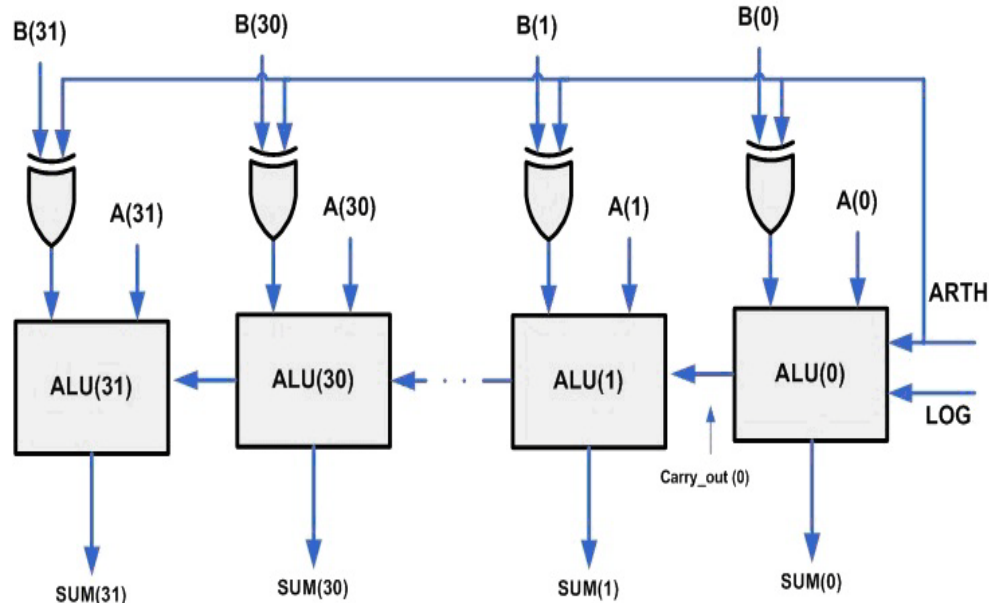 B(31)
B(30)
B(1)
B(0)
A(31)
A(30)
A(1)
A(0)
ARTH
ALU(31)
ALU(30)
ALU(1)
ALU(0)
LOG
Carry_out (0)
SUM(31)
SUM(30)
SUM(1)
SUM(0)